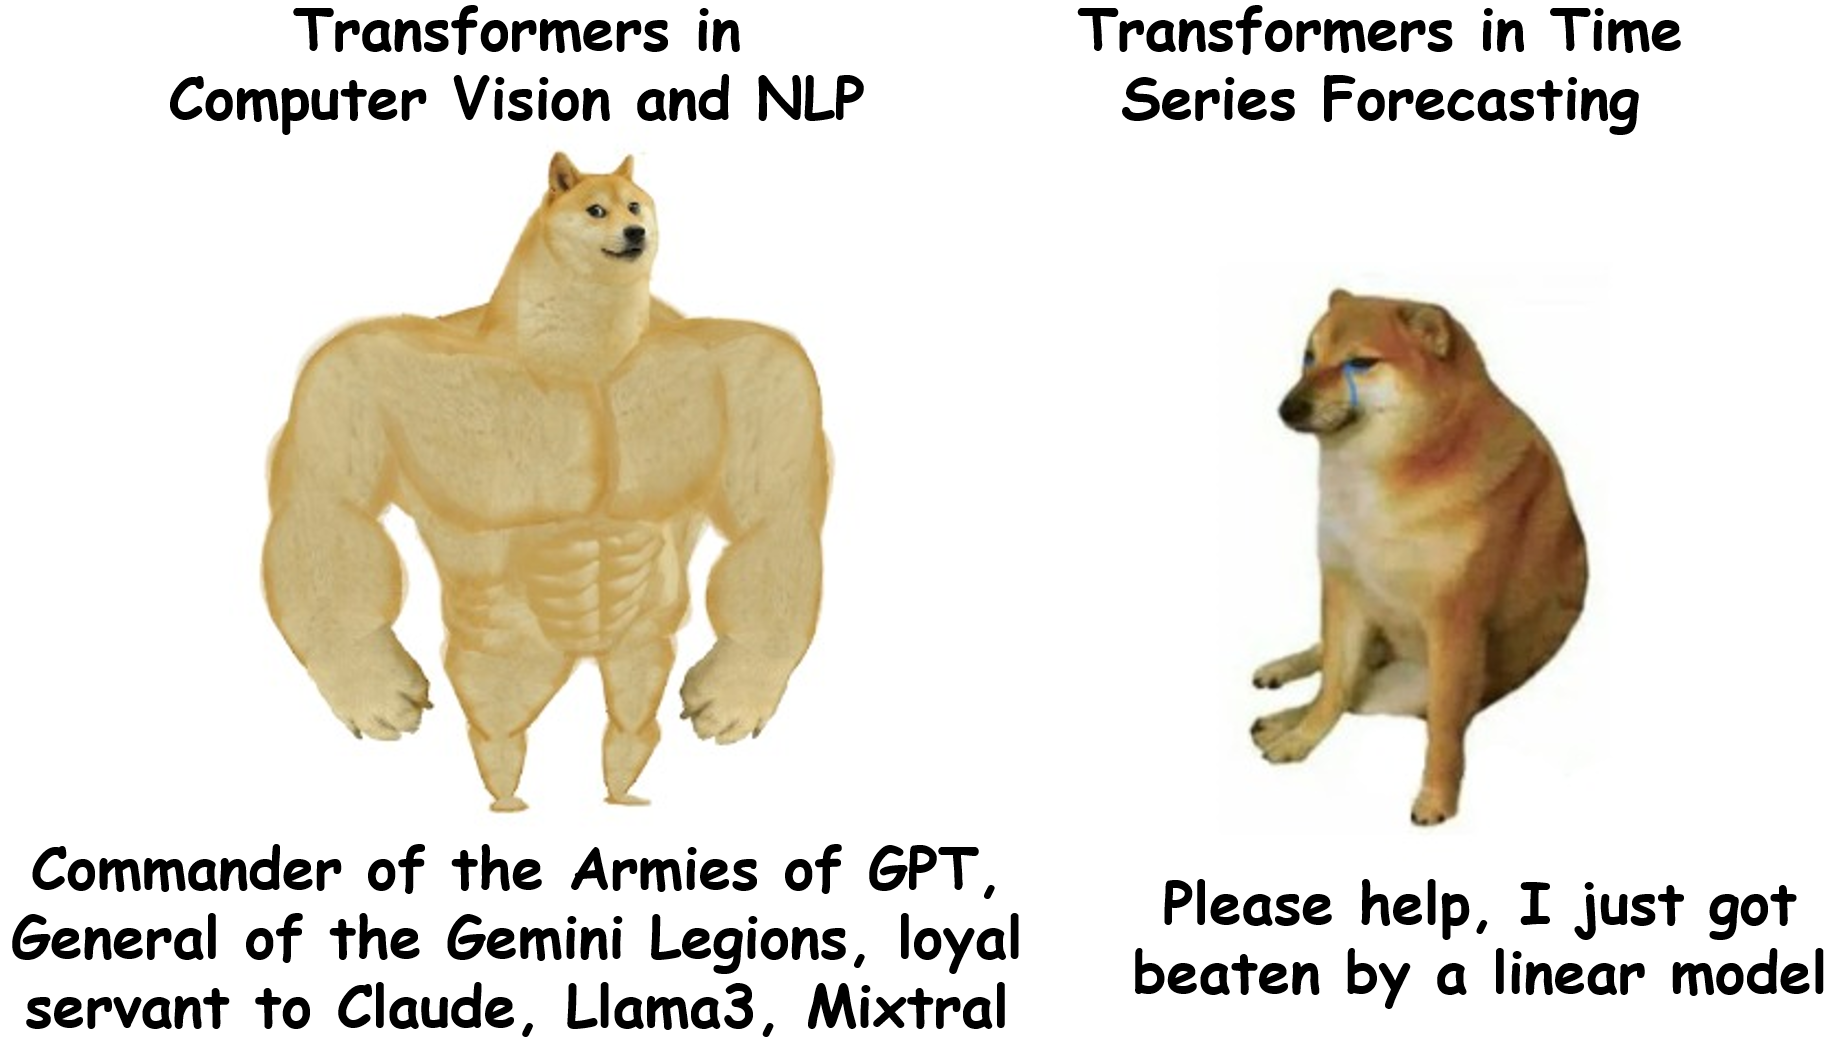 Transformers in
Computer Vision and NLP
Transformers in Time
Series Forecasting
Commander of the Armies of GPT,
General of the Gemini Legions, loyal
servant to Claude, Llama3, Mixtral
Please help, I just got
beaten by a linear model